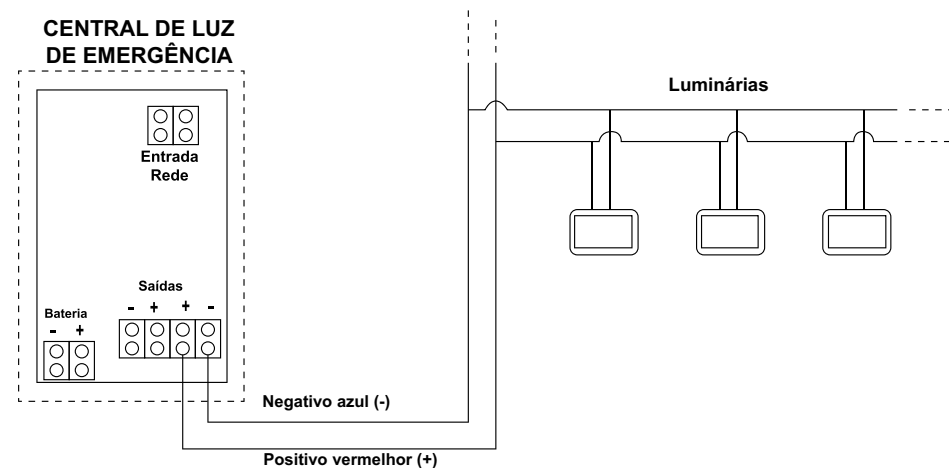 CENTRAL DE LUZ
DE EMERGÊNCIA
Luminárias
Entrada
Rede
Saídas
- + + -
Bateria
- +
Negativo azul (-)
Positivo vermelhor (+)